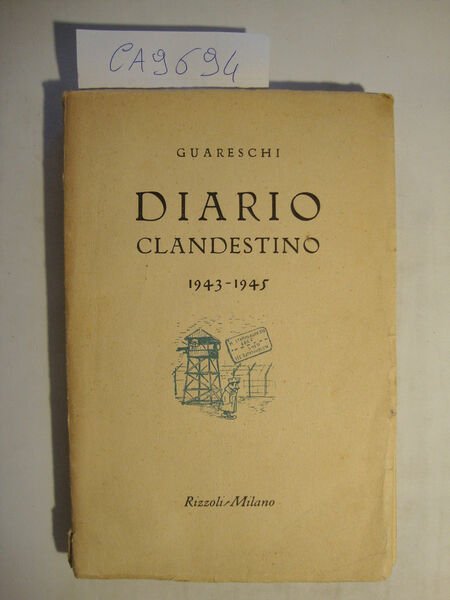 CA9694
GUARESCHI
DIARIO
CLANDESTINO
1943-1945
Rizzoli-Milano